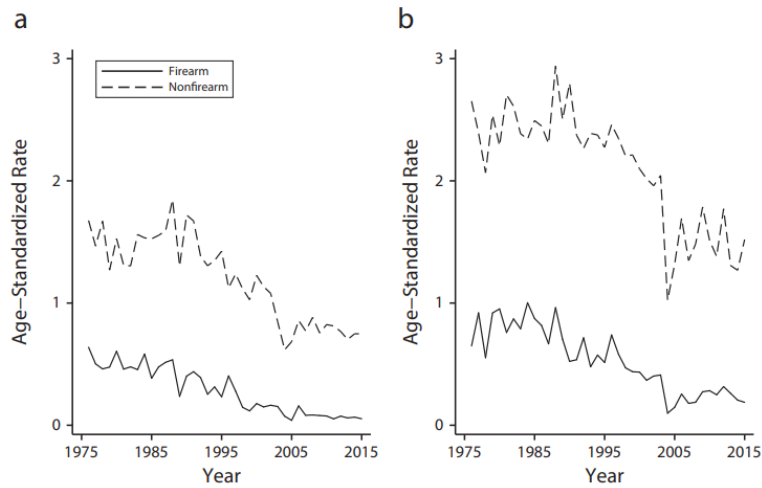 a
3
2
1
0
Age–Standardized Rate
Firearm
Nonfirearm
1975 1985 1995 2005 2015
Year
b
3
2
1
0
Age–Standardized Rate
1975 1985 1995 2005 2015
Year